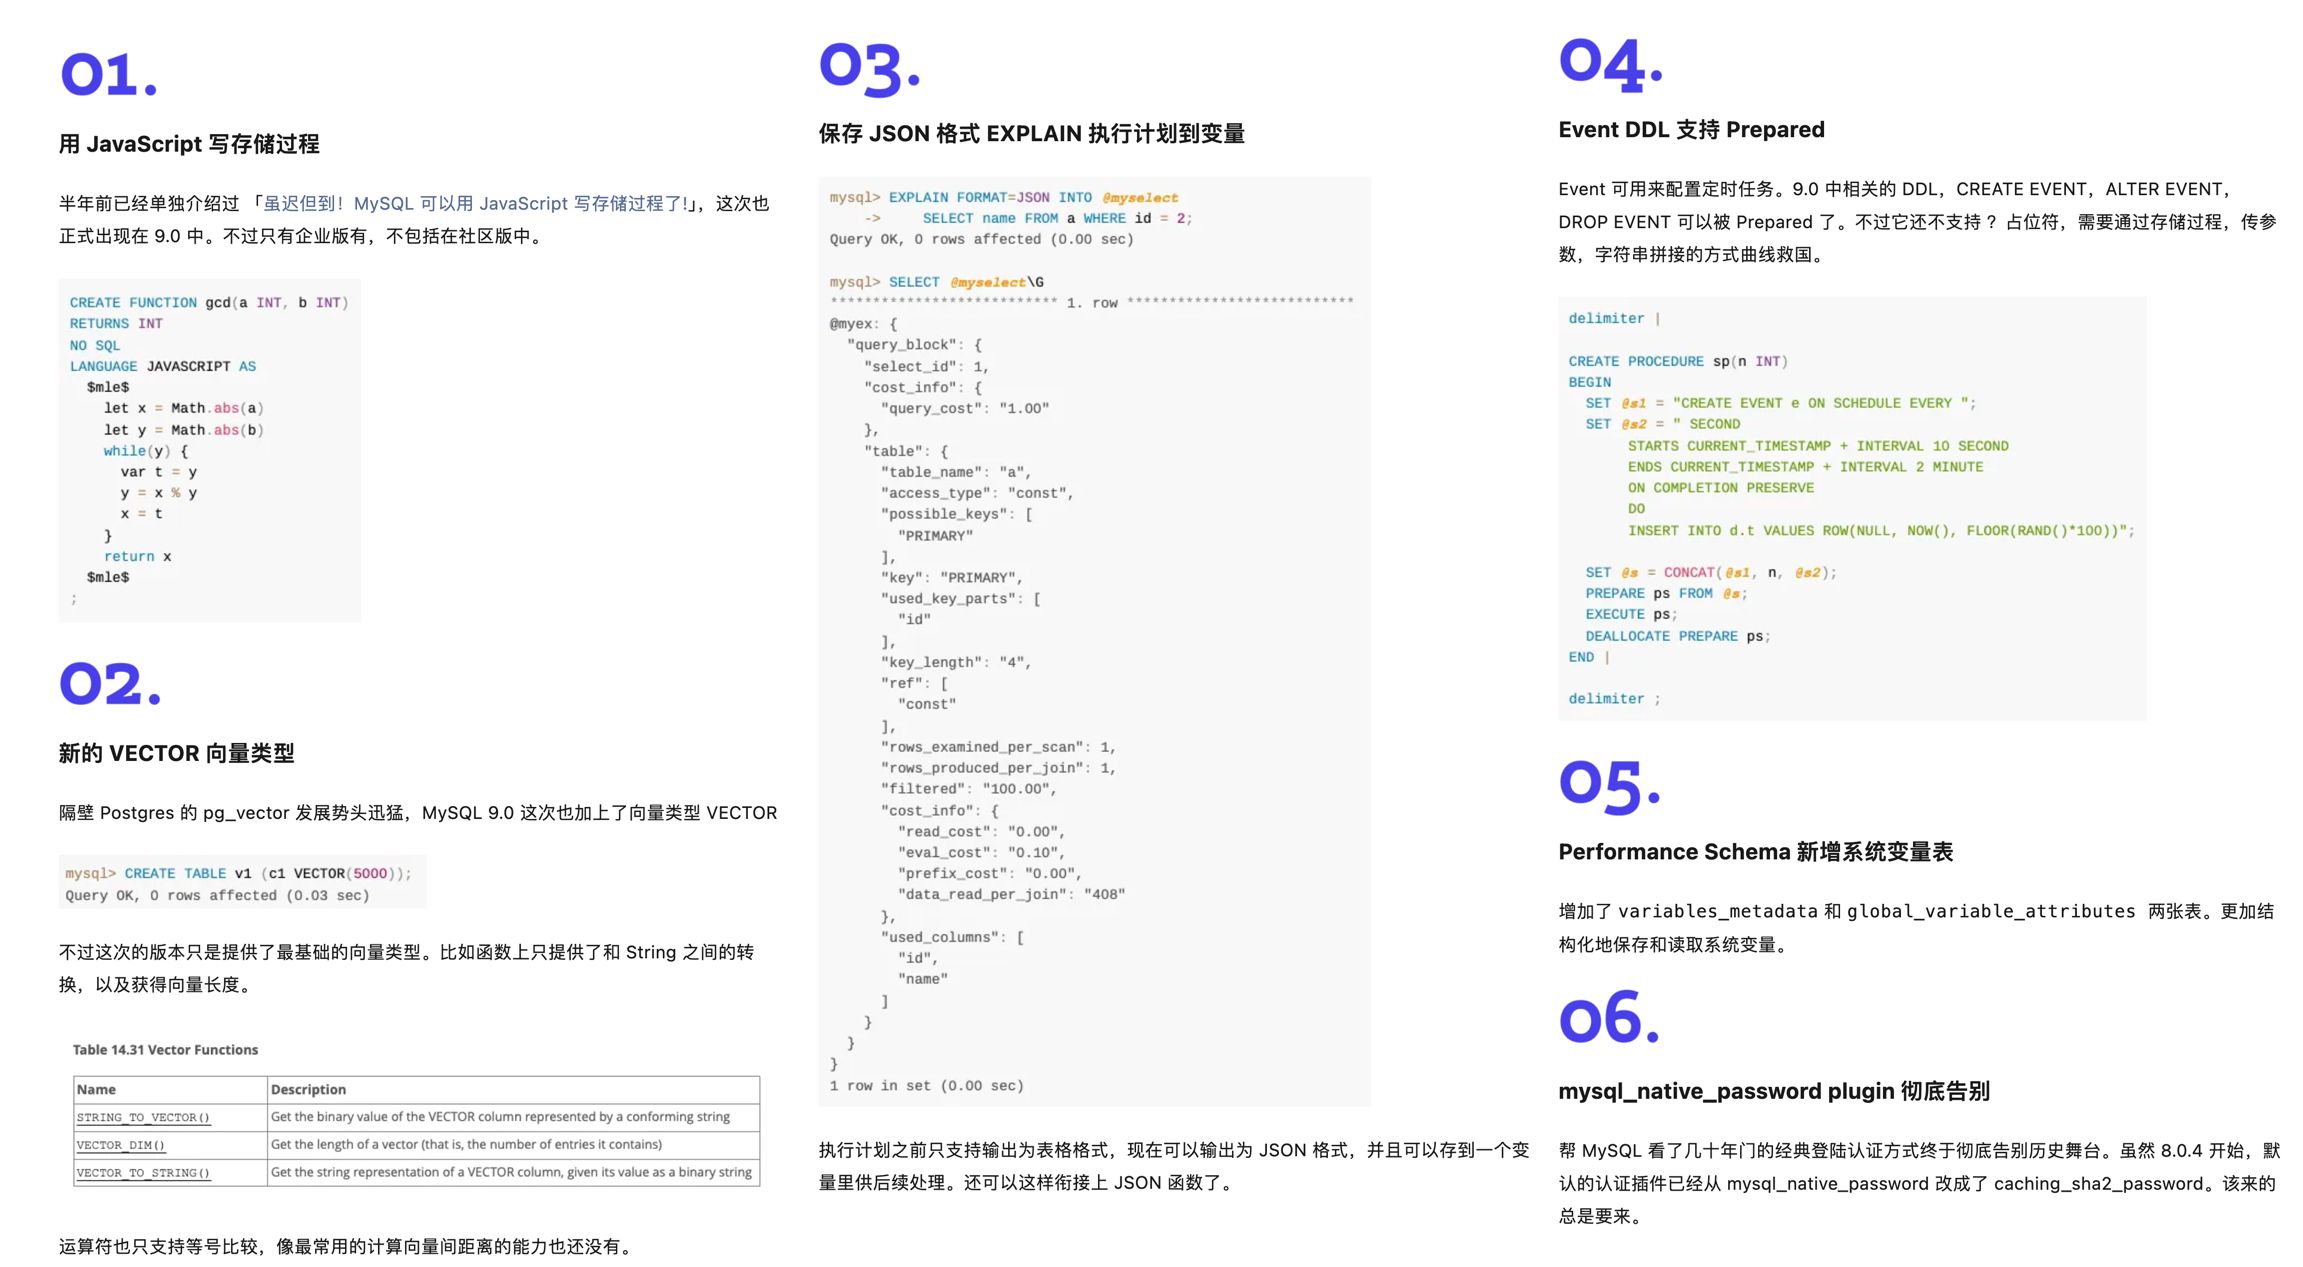 01.
用 JavaScript 写存储过程
半年前已经单独介绍过 「虽迟但到！MySQL 可以用 JavaScript 写存储过程了!」，这次也
正式出现在 9.0 中。不过只有企业版有，不包括在社区版中。
CREATE FUNCTION gcd(a INT, b INT)
RETURNS INT
NO SQL
LANGUAGE JAVASCRIPT AS
  $mle$
    let x = Math.abs(a)
    let y = Math.abs(b)
    while(y) {
      var t = y
      y = x % y
      x = t
    }
    return x
  $mle$
;
02.
新的 VECTOR 向量类型
隔壁 Postgres 的 pg_vector 发展势头迅猛，MySQL 9.0 这次也加上了向量类型 VECTOR
mysql> CREATE TABLE v1 (c1 VECTOR(5000));
Query OK, 0 rows affected (0.03 sec)
不过这次的版本只是提供了最基础的向量类型。比如函数上只提供了和 String 之间的转
换，以及获得向量长度。
Table 14.31 Vector Functions
Name Description
STRING_TO_VECTOR() Get the binary value of the VECTOR column represented by a conforming string
VECTOR_DIM() Get the length of a vector (that is, the number of entries it contains)
VECTOR_TO_STRING() Get the string representation of a VECTOR column, given its value as a binary string
运算符也只支持等号比较，像最常用的计算向量间距离的能力也还没有。
03.
保存 JSON 格式 EXPLAIN 执行计划到变量
mysql> EXPLAIN FORMAT=JSON INTO @myselect
    ->     SELECT name FROM a WHERE id = 2;
Query OK, 0 rows affected (0.00 sec)
mysql> SELECT @myselect\G
*************************** 1. row ***************************
@myex: {
  "query_block": {
    "select_id": 1,
    "cost_info": {
      "query_cost": "1.00"
    },
    "table": {
      "table_name": "a",
      "access_type": "const",
      "possible_keys": [
        "PRIMARY"
      ],
      "key": "PRIMARY",
      "used_key_parts": [
        "id"
      ],
      "key_length": "4",
      "ref": [
        "const"
      ],
      "rows_examined_per_scan": 1,
      "rows_produced_per_join": 1,
      "filtered": "100.00",
      "cost_info": {
        "read_cost": "0.00",
        "eval_cost": "0.10",
        "prefix_cost": "0.00",
        "data_read_per_join": "408"
      },
      "used_columns": [
        "id",
        "name"
      ]
    }
  }
}
1 row in set (0.00 sec)
执行计划之前只支持输出为表格格式，现在可以输出为 JSON 格式，并且可以存到一个变
量里供后续处理。还可以这样衔接上 JSON 函数了。
04.
Event DDL 支持 Prepared
Event 可用来配置定时任务。9.0 中相关的 DDL，CREATE EVENT，ALTER EVENT，
DROP EVENT 可以被 Prepared 了。不过它还不支持 ？占位符，需要通过存储过程，传参
数，字符串拼接的方式曲线救国。
delimiter |
CREATE PROCEDURE sp(n INT)
BEGIN
  SET @s1 = "CREATE EVENT e ON SCHEDULE EVERY ";
  SET @s2 = " SECOND
       STARTS CURRENT_TIMESTAMP + INTERVAL 10 SECOND
       ENDS CURRENT_TIMESTAMP + INTERVAL 2 MINUTE
       ON COMPLETION PRESERVE
       DO
       INSERT INTO d.t VALUES ROW(NULL, NOW(), FLOOR(RAND()*100))";
  SET @s = CONCAT(@s1, n, @s2);
  PREPARE ps FROM @s;
  EXECUTE ps;
  DEALLOCATE PREPARE ps;
END |
delimiter ;
05.
Performance Schema 新增系统变量表
增加了 variables_metadata 和 global_variable_attributes 两张表。更加结
构化地保存和读取系统变量。
06.
mysql_native_password plugin 彻底告别
帮 MySQL 看了几十年门的经典登陆认证方式终于彻底告别历史舞台。虽然 8.0.4 开始，默
认的认证插件已经从 mysql_native_password 改成了 caching_sha2_password。该来的
总是要来。